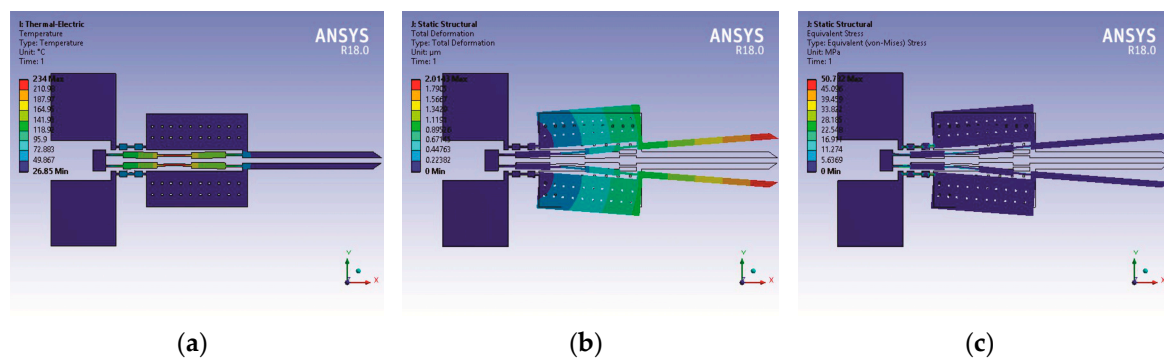 I: Thermal-Electric
Temperature
Type: Temperature
Unit: °C
Time: 1
ANSYS
R18.0
234 Max
210.98
187.97
164.95
141.93
118.91
95.9
72.883
49.867
26.85 Min
Y
X
(a)
J: Static Structural
Total Deformation
Type: Total Deformation
Unit: µm
Time: 1
ANSYS
R18.0
2.0143 Max
1.7905
1.5667
1.3429
1.1191
0.89526
0.67145
0.44763
0.22382
0 Min
Y
X
(b)
J: Static Structural
Equivalent Stress
Type: Equivalent (von-Mises) Stress
Unit: MPa
Time: 1
ANSYS
R18.0
50.732 Max
45.095
39.459
33.822
28.185
22.548
16.911
11.274
5.6369
0 Min
Y
X
(c)